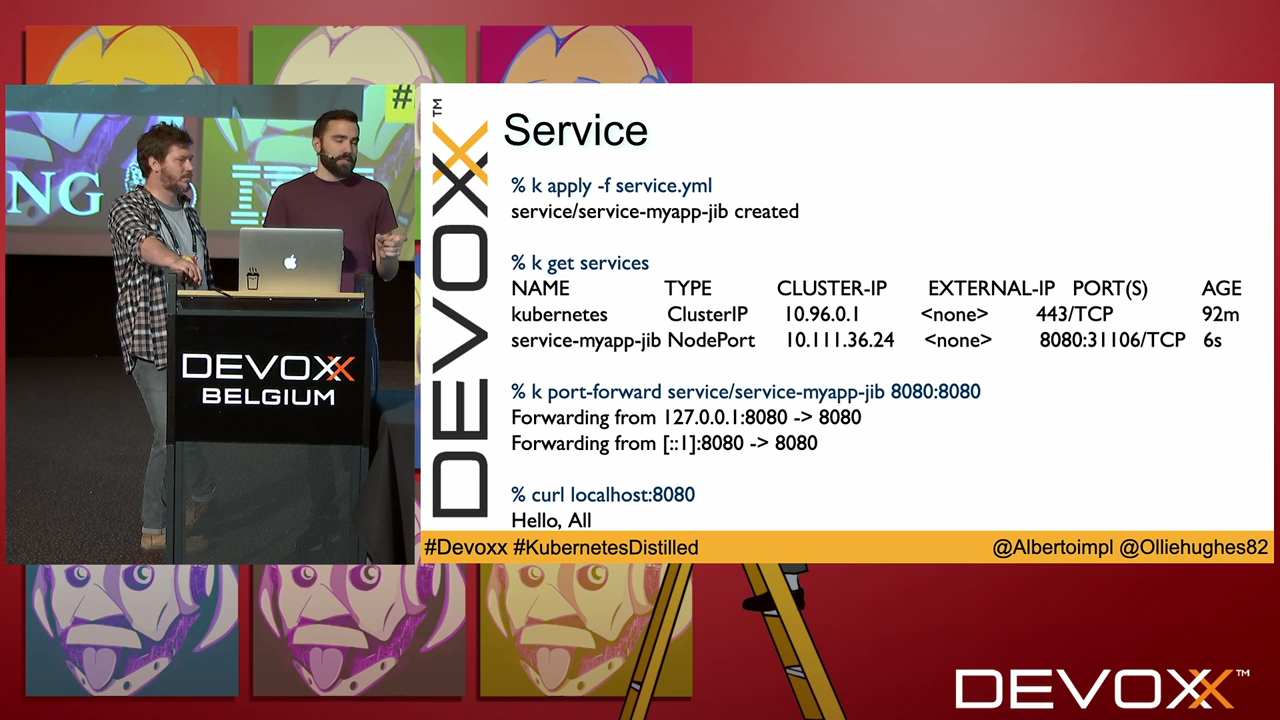 #
NG
DEVOXX
BELGIUM
DEVOXX™
Service
% k apply -f service.yml
service/service-myapp-jib created
% k get services
NAME TYPE CLUSTER-IP EXTERNAL-IP PORT(S) AGE
kubernetes ClusterIP 10.96.0.1 <none> 443/TCP 92m
service-myapp-jib NodePort 10.111.36.24 <none> 8080:31106/TCP 6s
% k port-forward service/service-myapp-jib 8080:8080
Forwarding from 127.0.0.1:8080 -> 8080
Forwarding from [::1]:8080 -> 8080
% curl localhost:8080
Hello, All
#Devoxx #KubernetesDistilled
@Albertoimpl @Olliehughes82
DEVOXX™